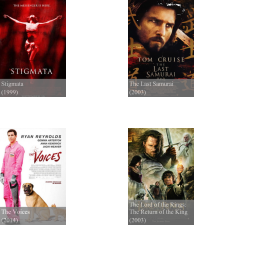 STIGMATA
Stigmata
(1999)
TOM CRUISE
THE
LAST
SAMURAI
The Last Samurai
(2003)
RYAN REYNOLDS
THE VOICES
The Voices
(2014)
The Lord of the Rings:
The Return of the King
(2003)